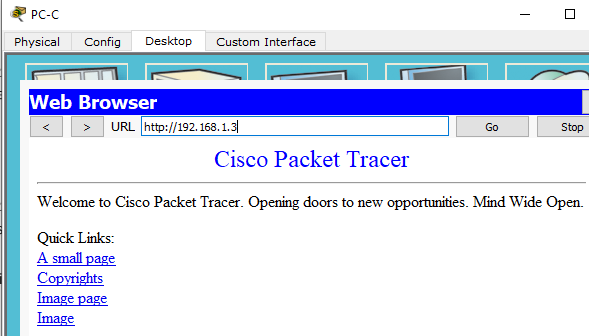 PC-C
Physical Config Desktop Custom Interface
Web Browser
< > URL http://192.168.1.3 Go Stop
Cisco Packet Tracer
Welcome to Cisco Packet Tracer. Opening doors to new opportunities. Mind Wide Open.
Quick Links:
A small page
Copyrights
Image page
Image